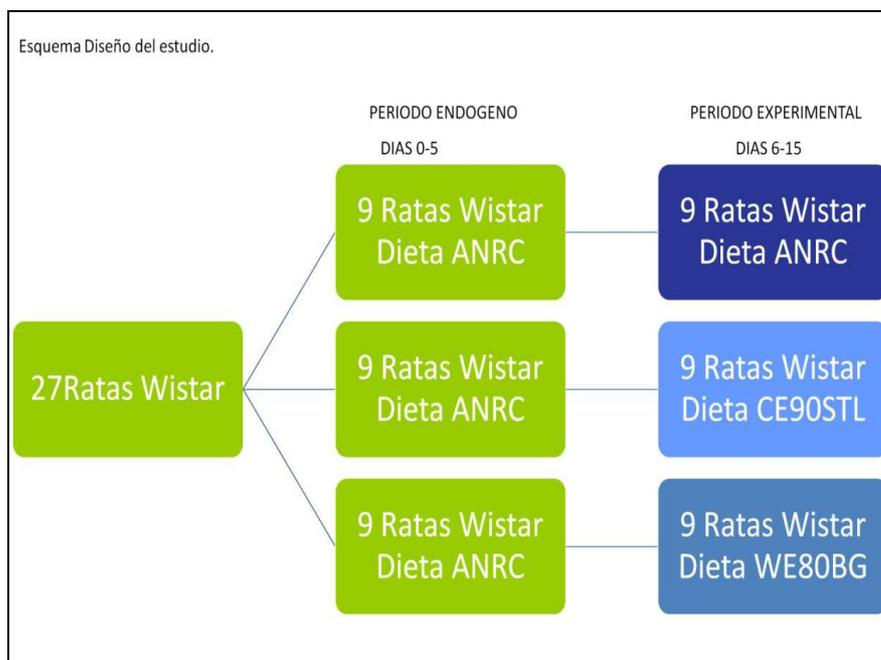 Esquema Diseño del estudio.
PERIODO ENDOGENO
DIAS 0-5
PERIODO EXPERIMENTAL
DIAS 6-15
27Ratas Wistar
9 Ratas Wistar
Dieta ANRC
9 Ratas Wistar
Dieta ANRC
9 Ratas Wistar
Dieta ANRC
9 Ratas Wistar
Dieta CE90STL
9 Ratas Wistar
Dieta ANRC
9 Ratas Wistar
Dieta WE80BG